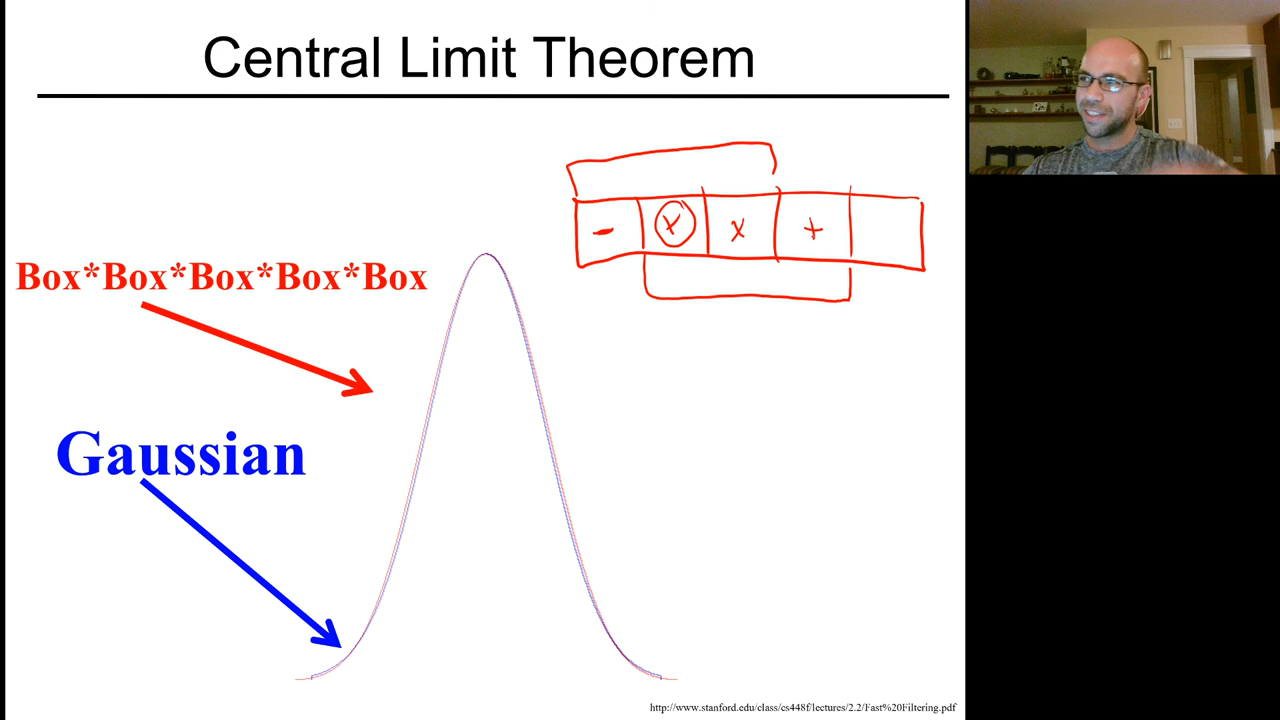 Central Limit Theorem
- x x +
Box*Box*Box*Box*Box
Gaussian
http://www.stanford.edu/class/cs448f/lectures/2.2/Fast%20Filtering.pdf